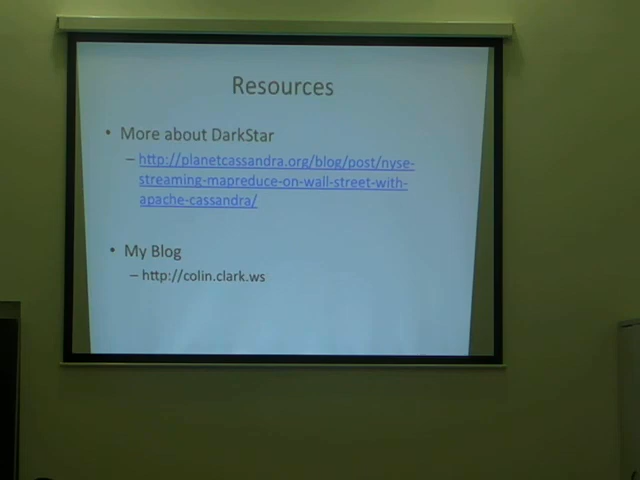 Resources
• More about DarkStar
– http://planetcassandra.org/blog/post/nyse-
streaming-mapreduce-on-wall-street-with-
apache-cassandra/
• My Blog
– http://colin.clark.ws